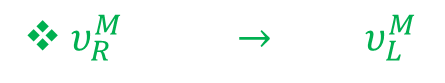 ❖ 𝜐_R^M → 𝜐_L^M